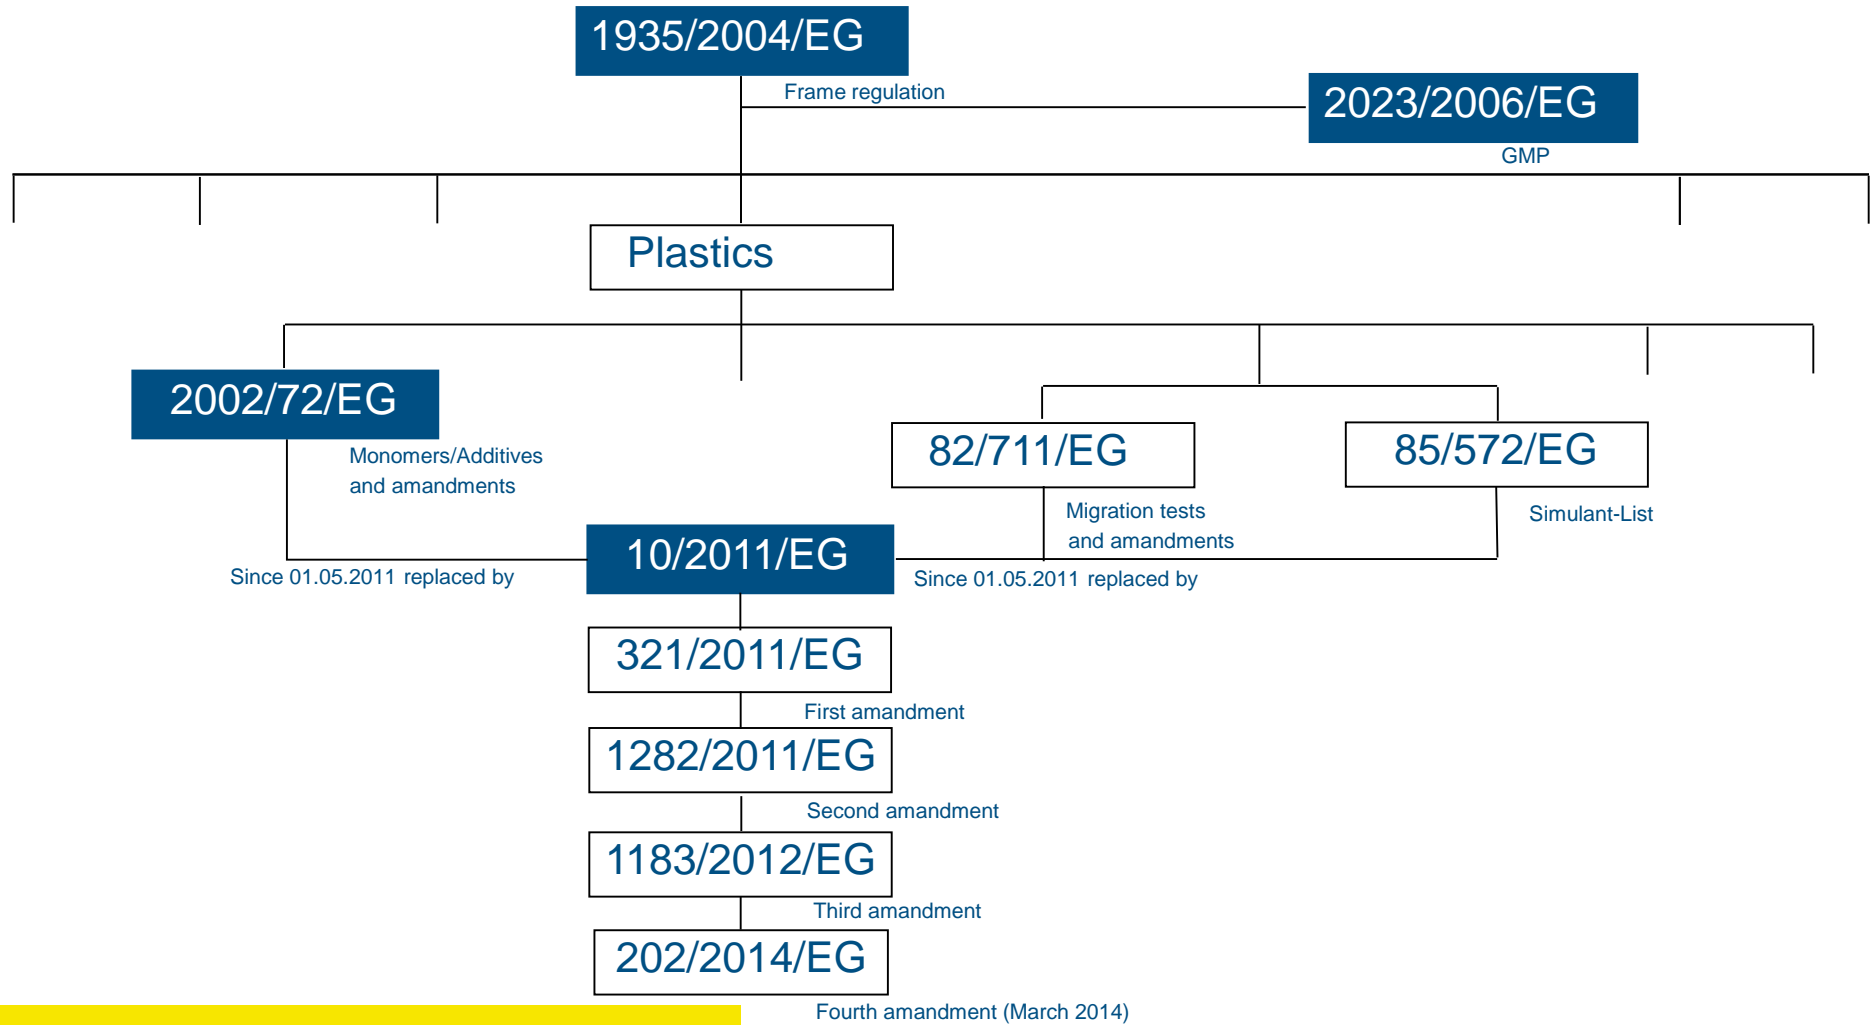 1935/2004/EG
Frame regulation
2023/2006/EG
GMP
Plastics
2002/72/EG
Monomers/Additives
and amandments
82/711/EG
Migration tests
and amandments
85/572/EG
Simulant-List
10/2011/EG
Since 01.05.2011 replaced by
Since 01.05.2011 replaced by
321/2011/EG
First amandment
1282/2011/EG
Second amandment
1183/2012/EG
Third amandment
202/2014/EG
Fourth amandment (March 2014)